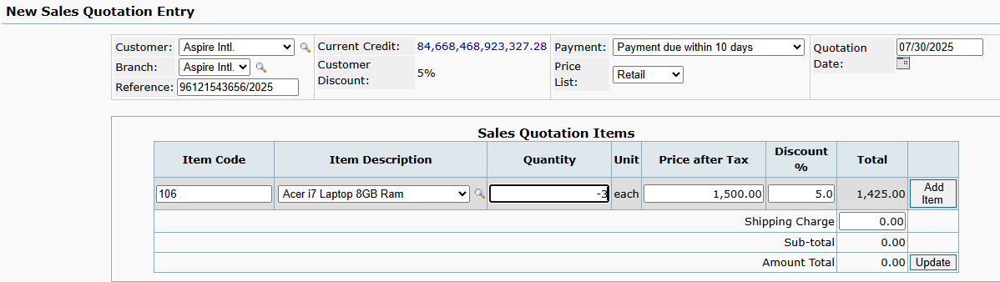 New Sales Quotation Entry
Customer: Aspire Intl. Current Credit: 84,668,468,923,327.28 Payment: Payment due within 10 days Quotation Date: 07/30/2025
Branch: Aspire Intl. Customer Discount: 5% Price List: Retail
Reference: 96121543656/2025
Sales Quotation Items
Item Code Item Description Quantity Unit Price after Tax Discount % Total
106 Acer i7 Laptop 8GB Ram -3 each 1,500.00 5.0 1,425.00 Add Item
Shipping Charge 0.00
Sub-total 0.00
Amount Total 0.00 Update